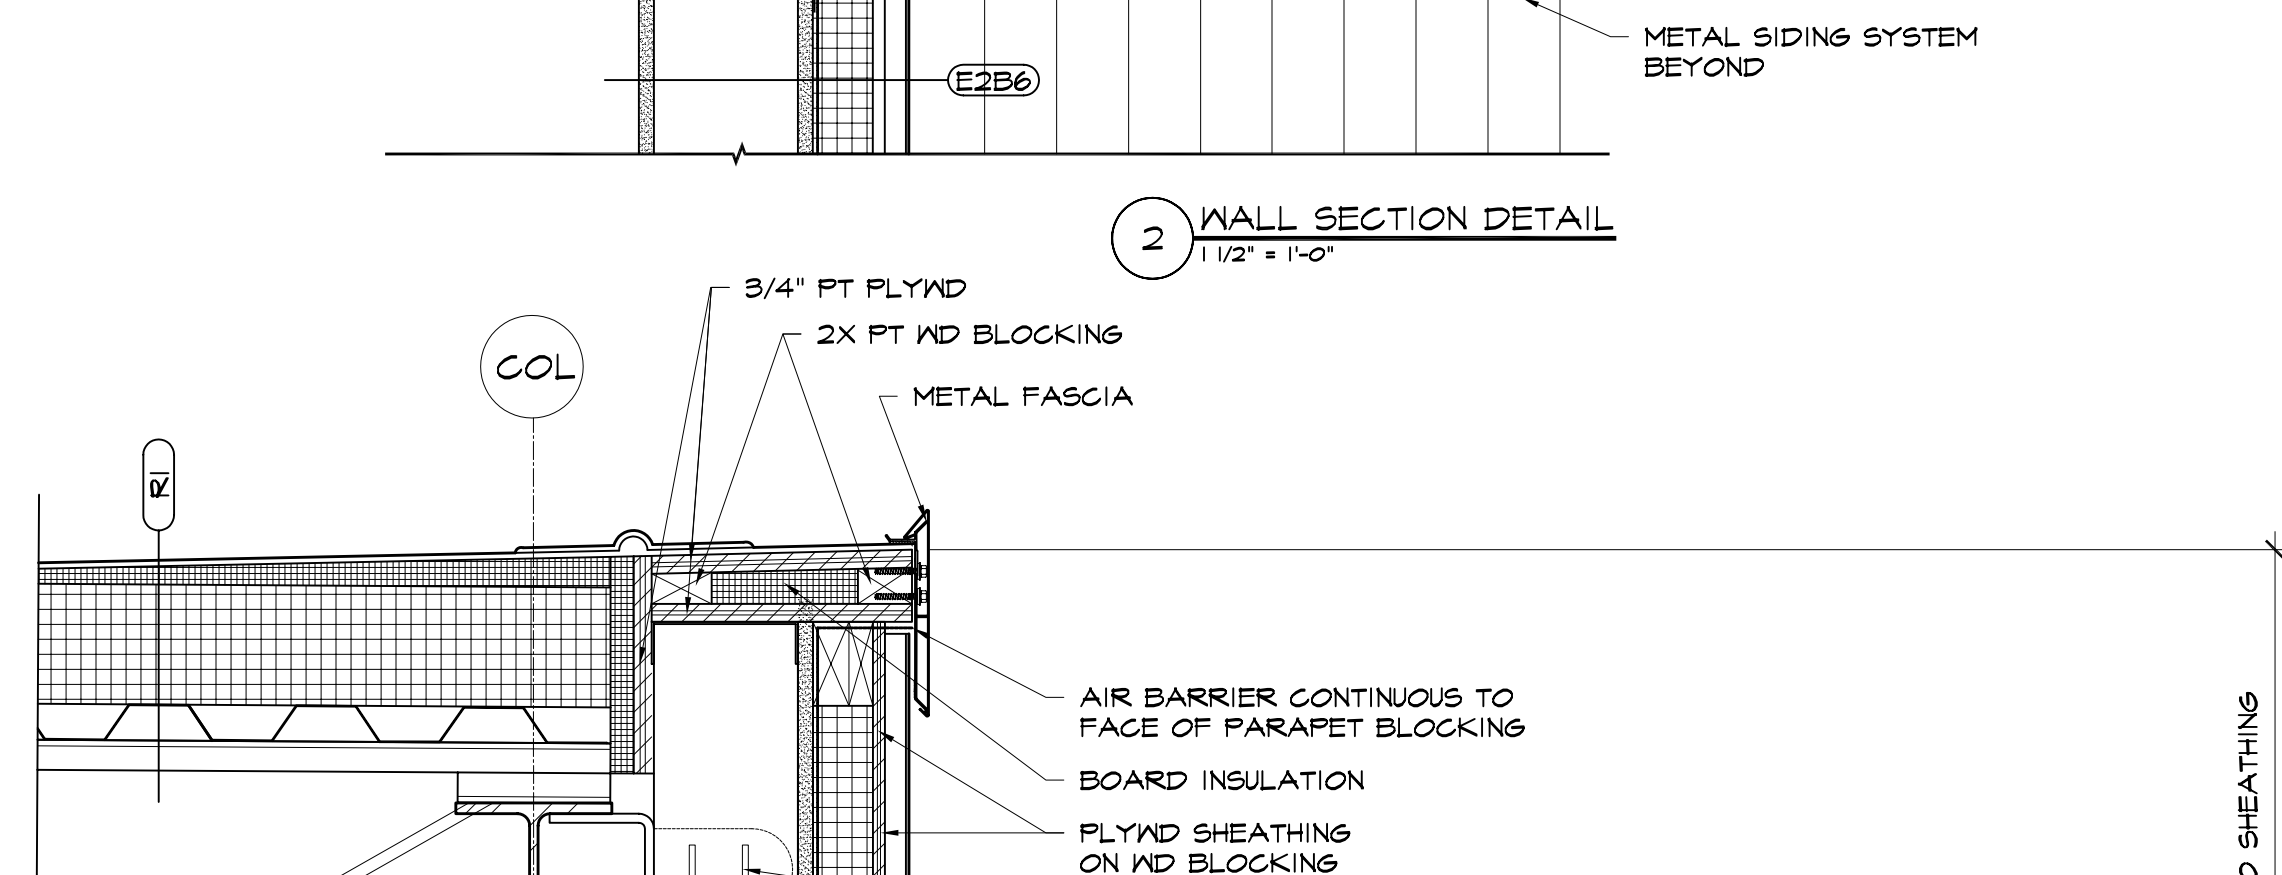 METAL SIDING SYSTEM
BEYOND
E2B6
2
WALL SECTION DETAIL
1 1/2" = 1'-0"
3/4" PT PLYWD
2X PT WD BLOCKING
COL
METAL FASCIA
R1
AIR BARRIER CONTINUOUS TO
FACE OF PARAPET BLOCKING
BOARD INSULATION
PLYWD SHEATHING
ON WD BLOCKING
SHEATHING